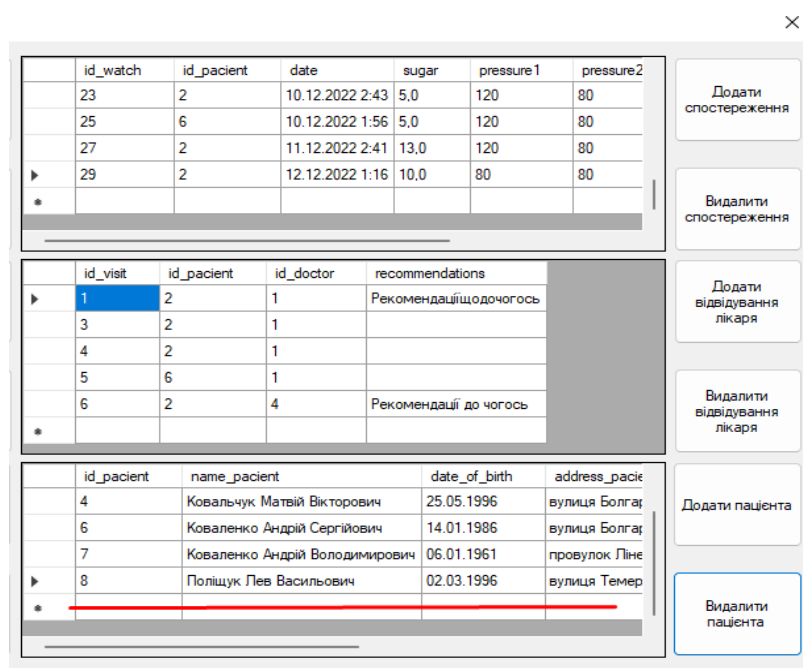 id_watch id_pacient date sugar pressure1 pressure2
23 2 10.12.2022 2:43 5,0 120 80
25 6 10.12.2022 1:56 5,0 120 80
27 2 11.12.2022 2:41 13,0 120 80
29 2 12.12.2022 1:16 10,0 80 80
Додати
спостереження
Видалити
спостереження
id_visit id_pacient id_doctor recommendations
1 2 1 Рекомендаціїщодочогось
3 2 1
4 2 1
5 6 1
6 2 4 Рекомендації до чогось
Додати
відвідування
лікаря
Видалити
відвідування
лікаря
id_pacient name_pacient date_of_birth address_pacie
4 Ковальчук Матвій Вікторович 25.05.1996 вулиця Болгар
6 Коваленко Андрій Сергійович 14.01.1986 вулиця Болгар
7 Коваленко Андрій Володимирович 06.01.1961 провулок Ліне
8 Поліщук Лев Васильович 02.03.1996 вулиця Темер
Додати пацієнта
Видалити
пацієнта